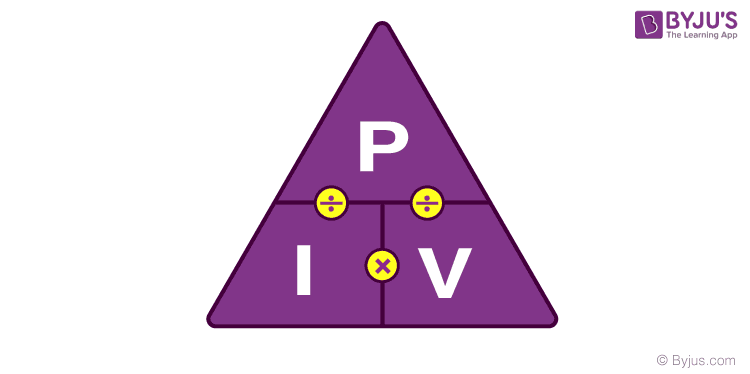 BYJU'S
The Learning App
P
÷ ÷
I × V
© Byjus.com